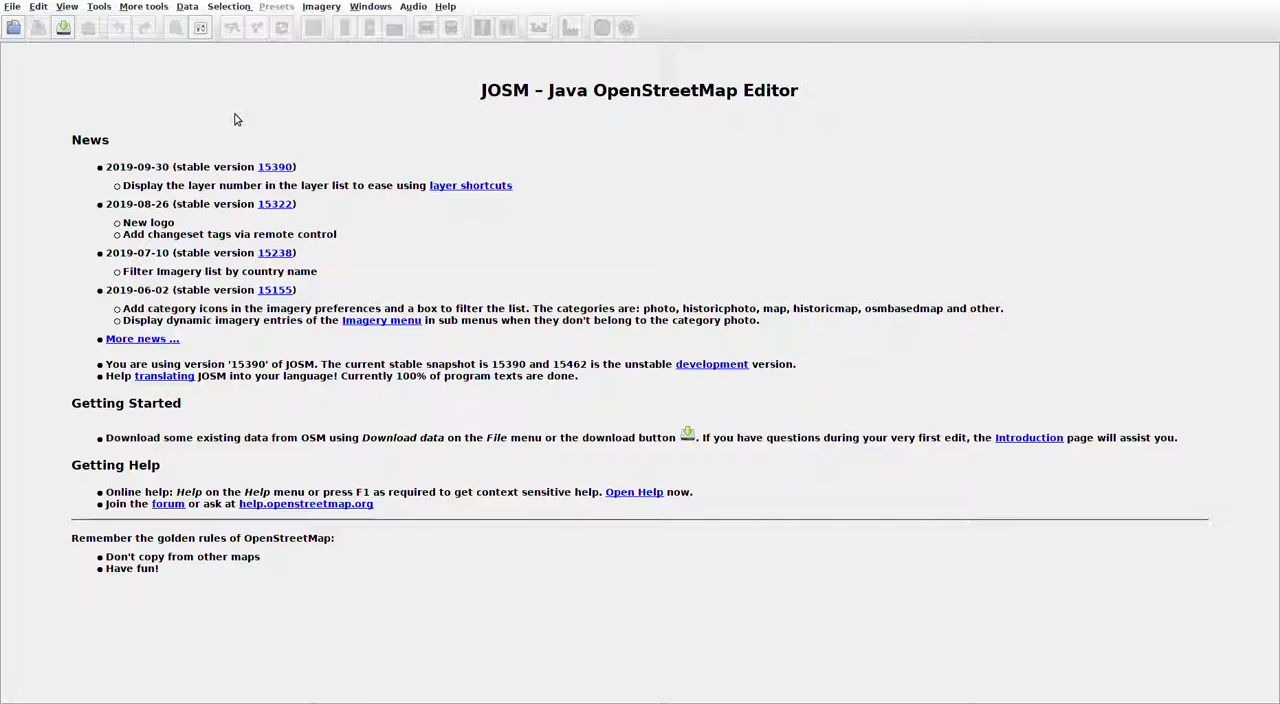 File Edit View Tools More tools Data Selection Presets Imagery Windows Audio Help
JOSM – Java OpenStreetMap Editor
News
2019-09-30 (stable version 15390)
Display the layer number in the layer list to ease using layer shortcuts
2019-08-26 (stable version 15322)
New logo
Add changeset tags via remote control
2019-07-10 (stable version 15238)
Filter Imagery list by country name
2019-06-02 (stable version 15155)
Add category icons in the imagery preferences and a box to filter the list. The categories are: photo, historicphoto, map, historicmap, osmbasedmap and other.
Display dynamic imagery entries of the Imagery menu in sub menus when they don't belong to the category photo.
More news ...
You are using version '15390' of JOSM. The current stable snapshot is 15390 and 15462 is the unstable development version.
Help translating JOSM into your language! Currently 100% of program texts are done.
Getting Started
Download some existing data from OSM using Download data on the File menu or the download button . If you have questions during your very first edit, the Introduction page will assist you.
Getting Help
Online help: Help on the Help menu or press F1 as required to get context sensitive help. Open Help now.
Join the forum or ask at help.openstreetmap.org
Remember the golden rules of OpenStreetMap:
Don't copy from other maps
Have fun!